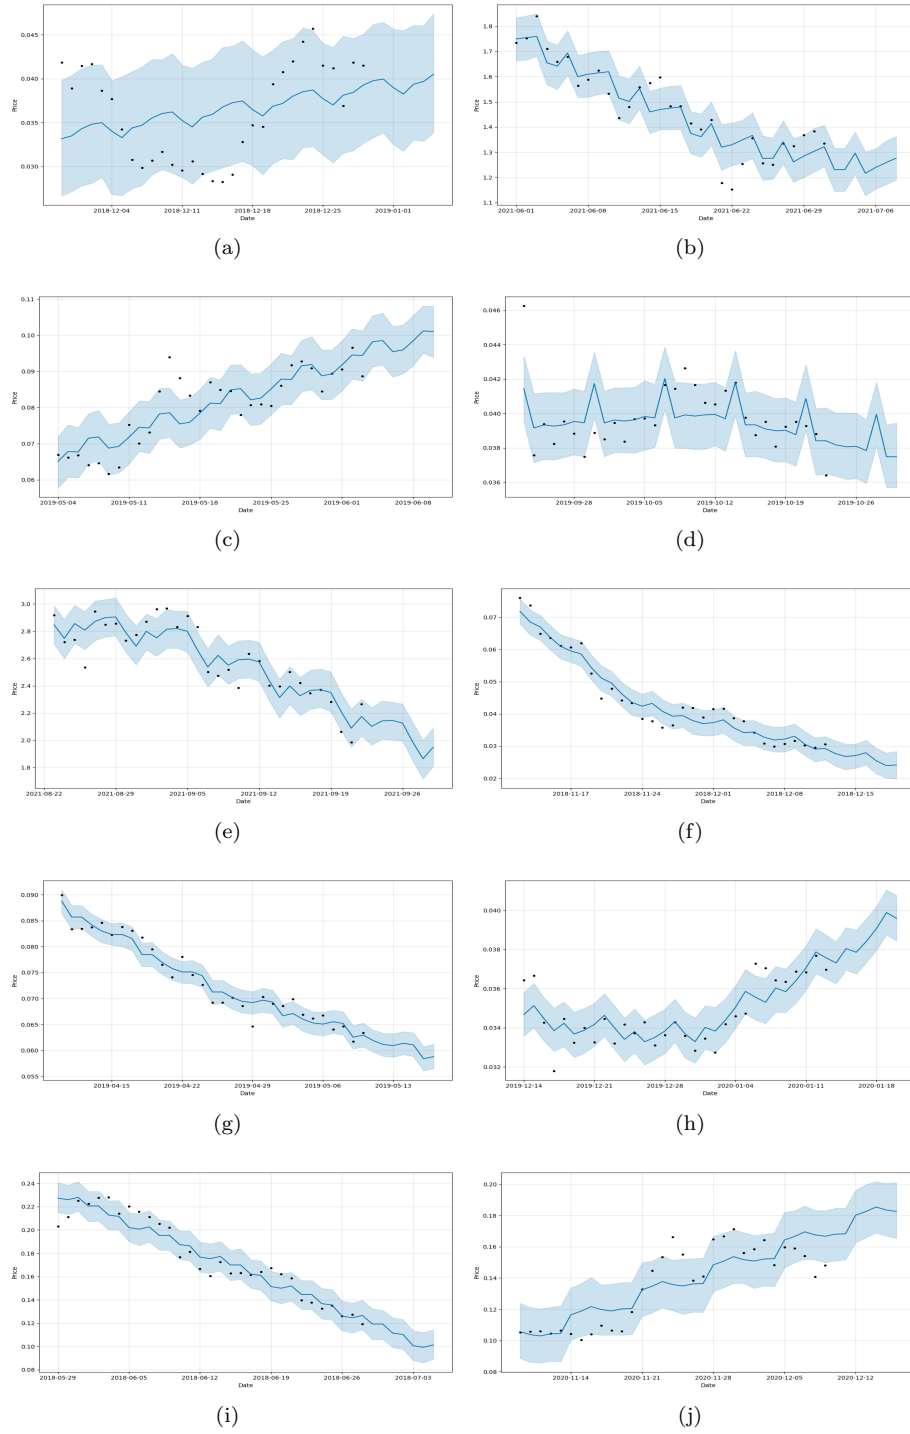 0.045
0.040
0.035
0.030
Price
2018-12-04 2018-12-11 2018-12-18 2018-12-25 2019-01-01
Date
(a)
1.8
1.7
1.6
1.5
1.4
1.3
1.2
1.1
Price
2021-06-01 2021-06-08 2021-06-15 2021-06-22 2021-06-29 2021-07-06
Date
(b)
0.11
0.10
0.09
0.08
0.07
0.06
Price
2019-05-04 2019-05-11 2019-05-18 2019-05-25 2019-06-01 2019-06-08
Date
(c)
0.046
0.044
0.042
0.040
0.038
0.036
Price
2019-09-28 2019-10-05 2019-10-12 2019-10-19 2019-10-26
Date
(d)
3.0
2.8
2.6
2.4
2.2
2.0
1.8
Price
2021-08-22 2021-08-29 2021-09-05 2021-09-12 2021-09-19 2021-09-26
Date
(e)
0.07
0.06
0.05
0.04
0.03
0.02
Price
2018-11-17 2018-11-24 2018-12-01 2018-12-08 2018-12-15
Date
(f)
0.090
0.085
0.080
0.075
0.070
0.065
0.060
0.055
Price
2019-04-15 2019-04-22 2019-04-29 2019-05-06 2019-05-13
Date
(g)
0.040
0.038
0.036
0.034
0.032
Price
2019-12-14 2019-12-21 2019-12-28 2020-01-04 2020-01-11 2020-01-18
Date
(h)
0.24
0.22
0.20
0.18
0.16
0.14
0.12
0.10
0.08
Price
2018-05-29 2018-06-05 2018-06-12 2018-06-19 2018-06-26 2018-07-03
Date
(i)
0.20
0.18
0.16
0.14
0.12
0.10
0.08
Price
2020-11-14 2020-11-21 2020-11-28 2020-12-05 2020-12-12
Date
(j)